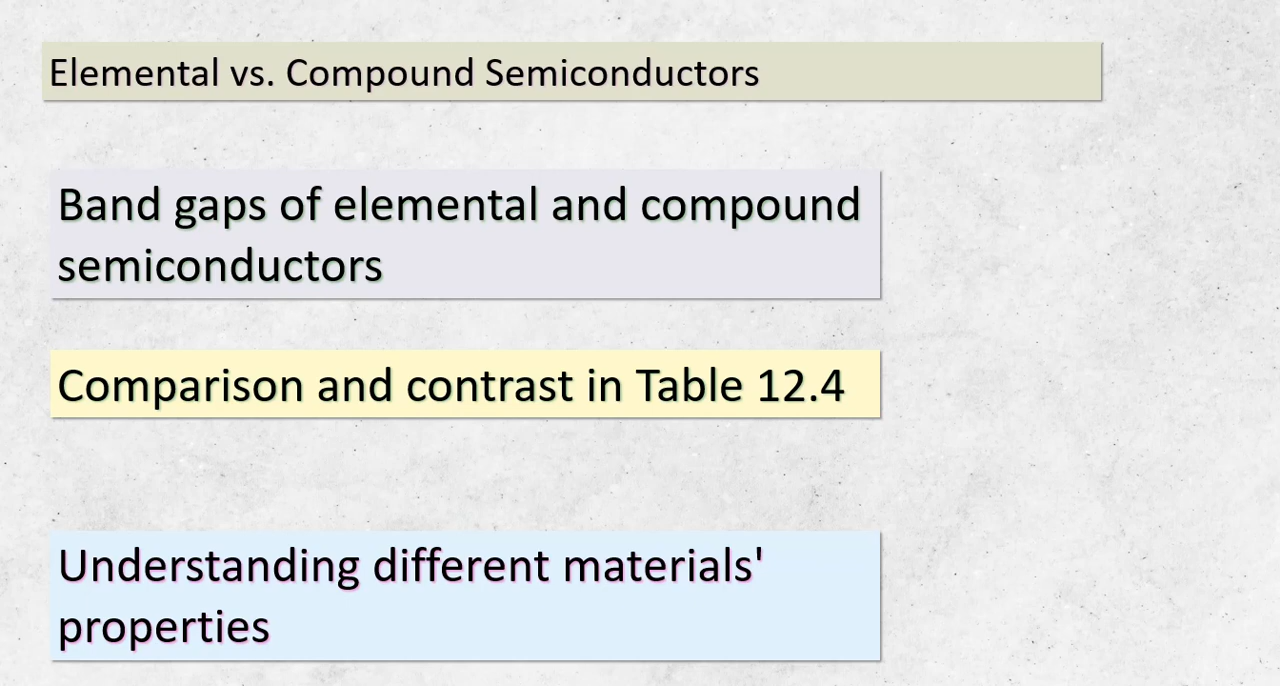 Elemental vs. Compound Semiconductors
Band gaps of elemental and compound
semiconductors
Comparison and contrast in Table 12.4
Understanding different materials'
properties